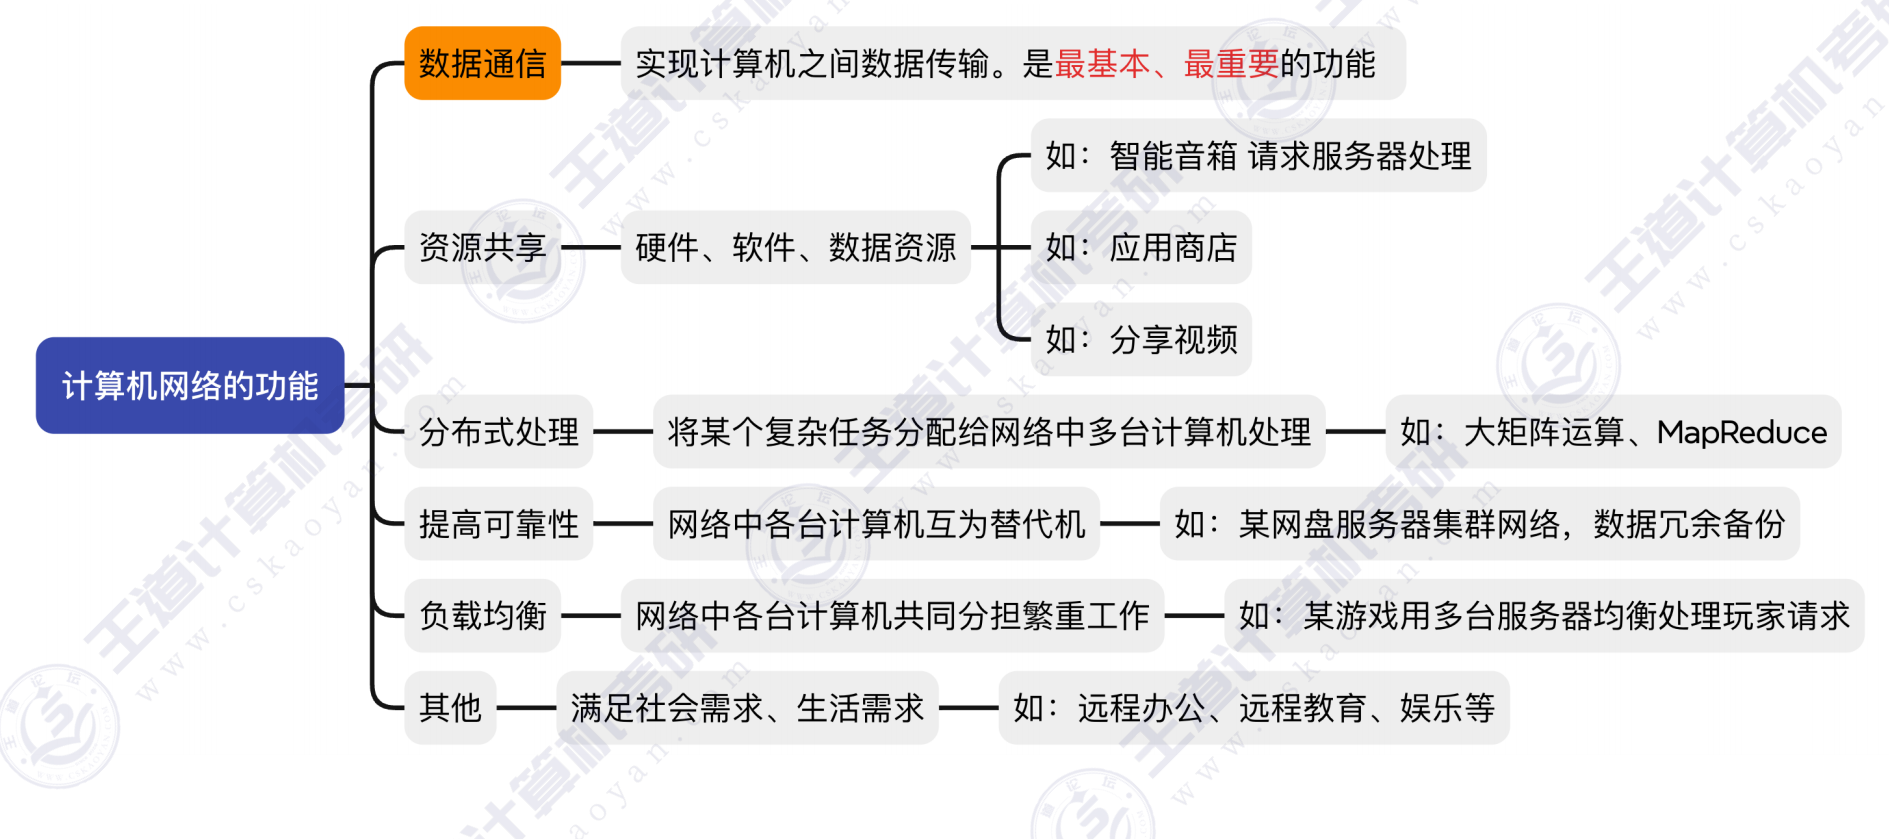 数据通信
实现计算机之间数据传输。是最基本、最重要的功能
如：智能音箱 请求服务器处理
资源共享
硬件、软件、数据资源
如：应用商店
如：分享视频
计算机网络的功能
分布式处理
将某个复杂任务分配给网络中多台计算机处理
如：大矩阵运算、MapReduce
提高可靠性
网络中各台计算机互为替代机
如：某网盘服务器集群网络，数据冗余备份
负载均衡
网络中各台计算机共同分担繁重工作
如：某游戏用多台服务器均衡处理玩家请求
其他
满足社会需求、生活需求
如：远程办公、远程教育、娱乐等
王道计算机考研
www.cskaoyan.com